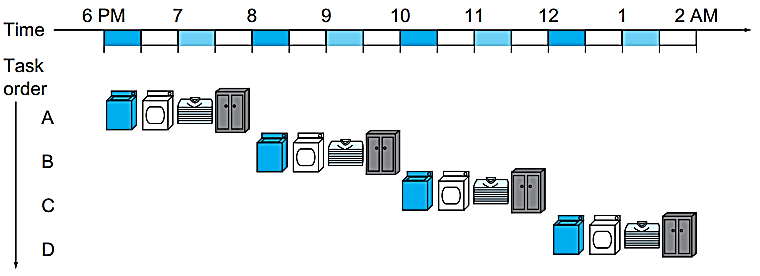 6 PM 7 8 9 10 11 12 1 2 AM
Time
Task
order
A
B
C
D